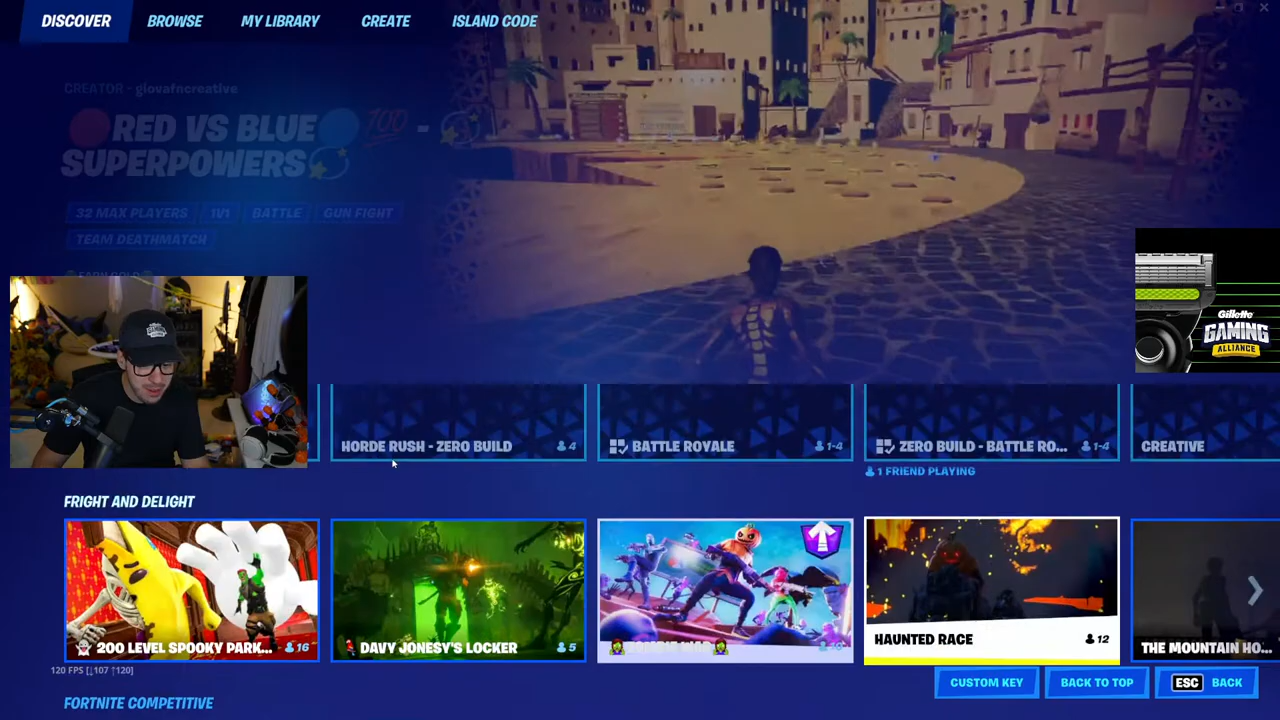 DISCOVER
BROWSE
MY LIBRARY
CREATE
ISLAND CODE
CREATOR - giovafncreative
🔴RED VS BLUE🔵💯 -
SUPERPOWERS
32 MAX PLAYERS
1V1
BATTLE
GUN FIGHT
TEAM DEATHMATCH
EARN GOLD
Gillette
GAMING
ALLIANCE
HORDE RUSH - ZERO BUILD
4
BATTLE ROYALE
1-4
ZERO BUILD - BATTLE RO...
1-4
CREATIVE
1 FRIEND PLAYING
FRIGHT AND DELIGHT
200 LEVEL SPOOKY PARK...
16
DAVY JONESY'S LOCKER
5
HAUNTED RACE
12
THE MOUNTAIN HO...
120 FPS [↓107 ↑120]
CUSTOM KEY
BACK TO TOP
ESC
BACK
FORTNITE COMPETITIVE